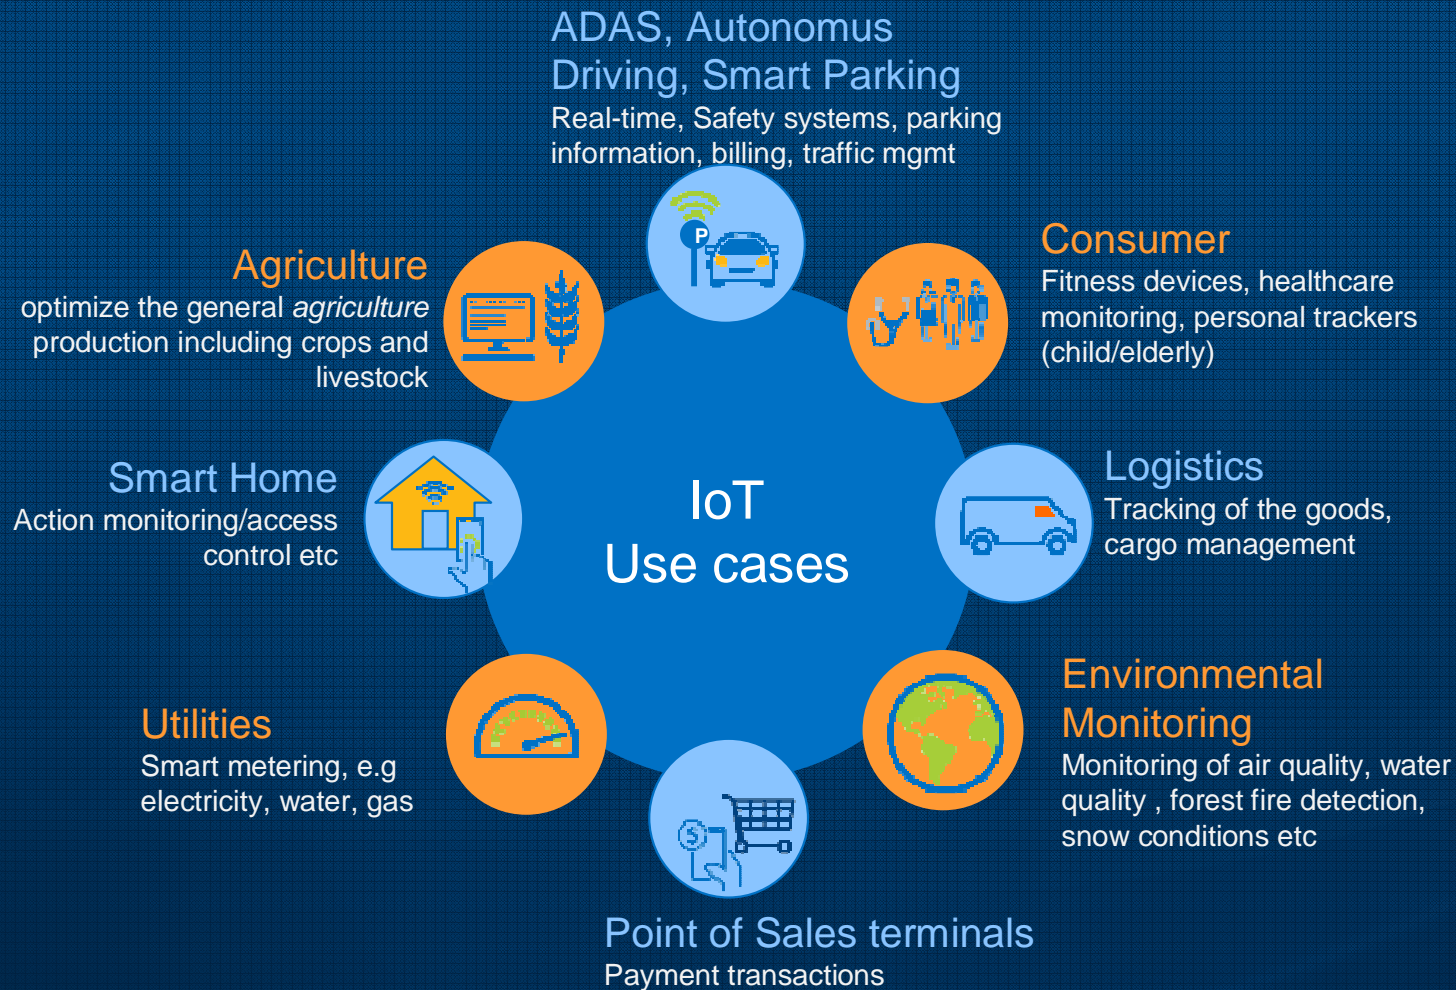 ADAS, Autonomus
Driving, Smart Parking
Real-time, Safety systems, parking
information, billing, traffic mgmt
P
Agriculture
optimize the general agriculture
production including crops and
livestock
Consumer
Fitness devices, healthcare
monitoring, personal trackers
(child/elderly)
Smart Home
Action monitoring/access
control etc
IoT
Use cases
Logistics
Tracking of the goods,
cargo management
Utilities
Smart metering, e.g
electricity, water, gas
Environmental
Monitoring
Monitoring of air quality, water
quality , forest fire detection,
snow conditions etc
S
Point of Sales terminals
Payment transactions